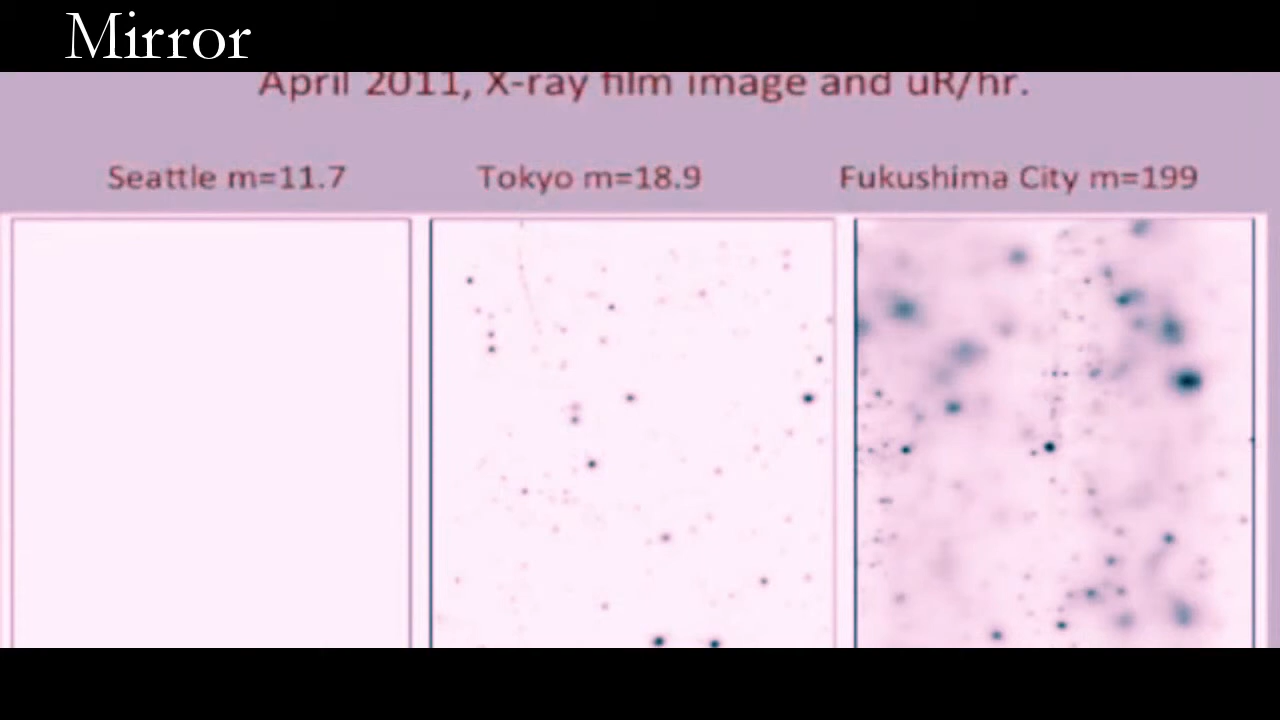 Mirror
April 2011, X-ray film image and uR/hr.
Seattle m=11.7
Tokyo m=18.9
Fukushima City m=199